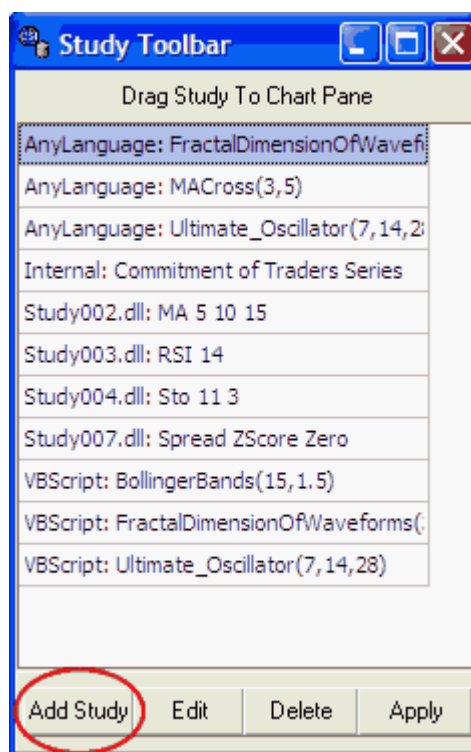 Study Toolbar
Drag Study To Chart Pane
AnyLanguage: FractalDimensionOfWavef
AnyLanguage: MACross(3,5)
AnyLanguage: Ultimate_Oscillator(7,14,28
Internal: Commitment of Traders Series
Study002.dll: MA 5 10 15
Study003.dll: RSI 14
Study004.dll: Sto 11 3
Study007.dll: Spread ZScore Zero
VBScript: BollingerBands(15,1.5)
VBScript: FractalDimensionOfWaveforms(
VBScript: Ultimate_Oscillator(7,14,28)
Add Study Edit Delete Apply